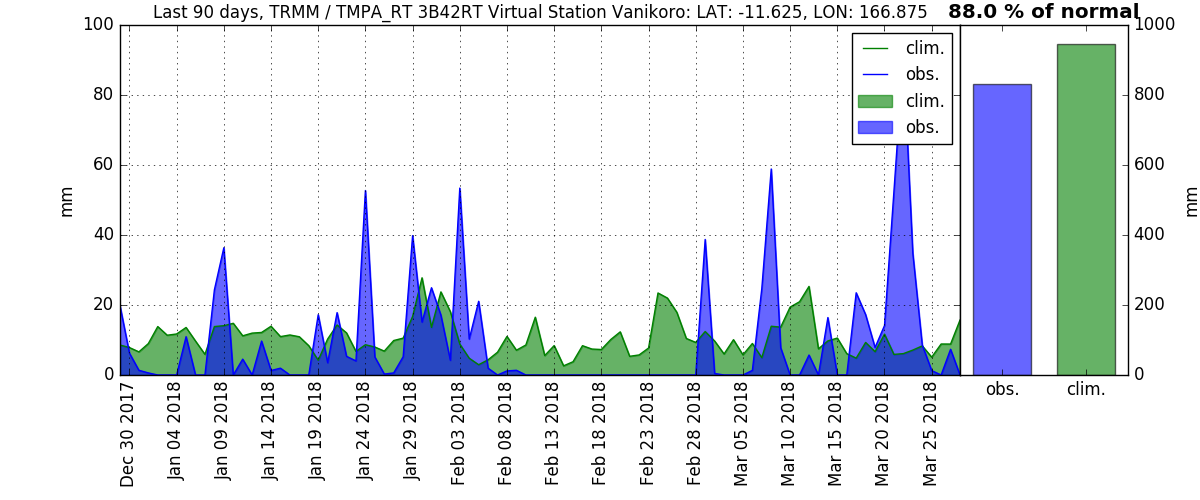 Last 90 days, TRMM / TMPA_RT 3B42RT Virtual Station Vanikoro: LAT: -11.625, LON: 166.875
88.0 % of normal
100
80
60
40
20
0
mm
clim.
obs.
clim.
obs.
1000
800
600
400
200
0
mm
obs.
clim.
Dec 30 2017
Jan 04 2018
Jan 09 2018
Jan 14 2018
Jan 19 2018
Jan 24 2018
Jan 29 2018
Feb 03 2018
Feb 08 2018
Feb 13 2018
Feb 18 2018
Feb 23 2018
Feb 28 2018
Mar 05 2018
Mar 10 2018
Mar 15 2018
Mar 20 2018
Mar 25 2018